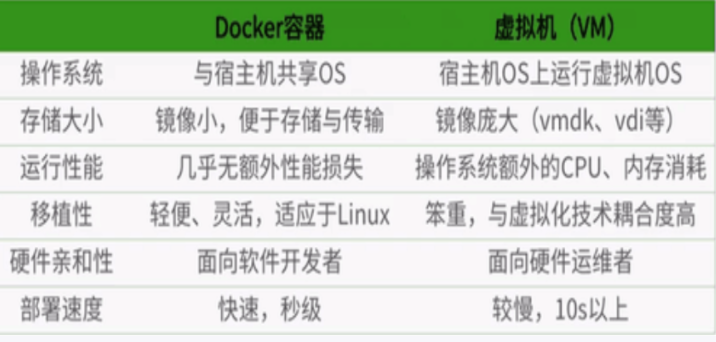 Docker容器 虚拟机（VM）
操作系统 与宿主机共享OS 宿主机OS上运行虚拟机OS
存储大小 镜像小，便于存储与传输 镜像庞大（vmdk、vdi等）
运行性能 几乎无额外性能损失 操作系统额外的CPU、内存消耗
移植性 轻便、灵活，适应于Linux 笨重，与虚拟化技术耦合度高
硬件亲和性 面向软件开发者 面向硬件运维者
部署速度 快速，秒级 较慢，10s以上